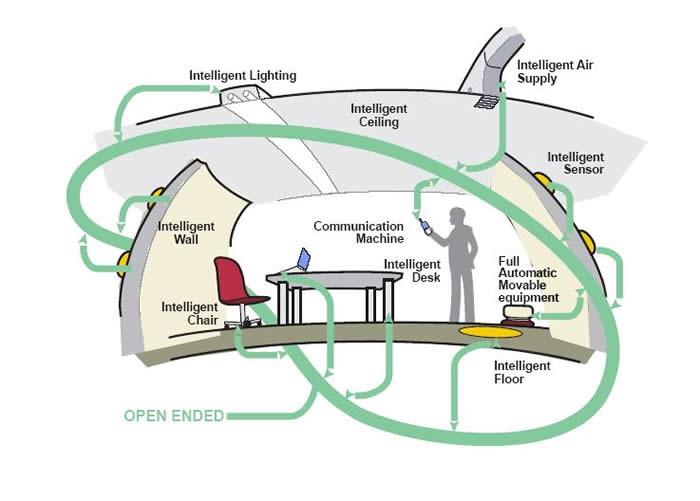 Intelligent Lighting
Intelligent Air
Supply
Intelligent
Ceiling
Intelligent
Sensor
Intelligent
Wall
Communication
Machine
Intelligent
Desk
Full
Automatic
Movable
equipment
Intelligent
Chair
Intelligent
Floor
OPEN ENDED